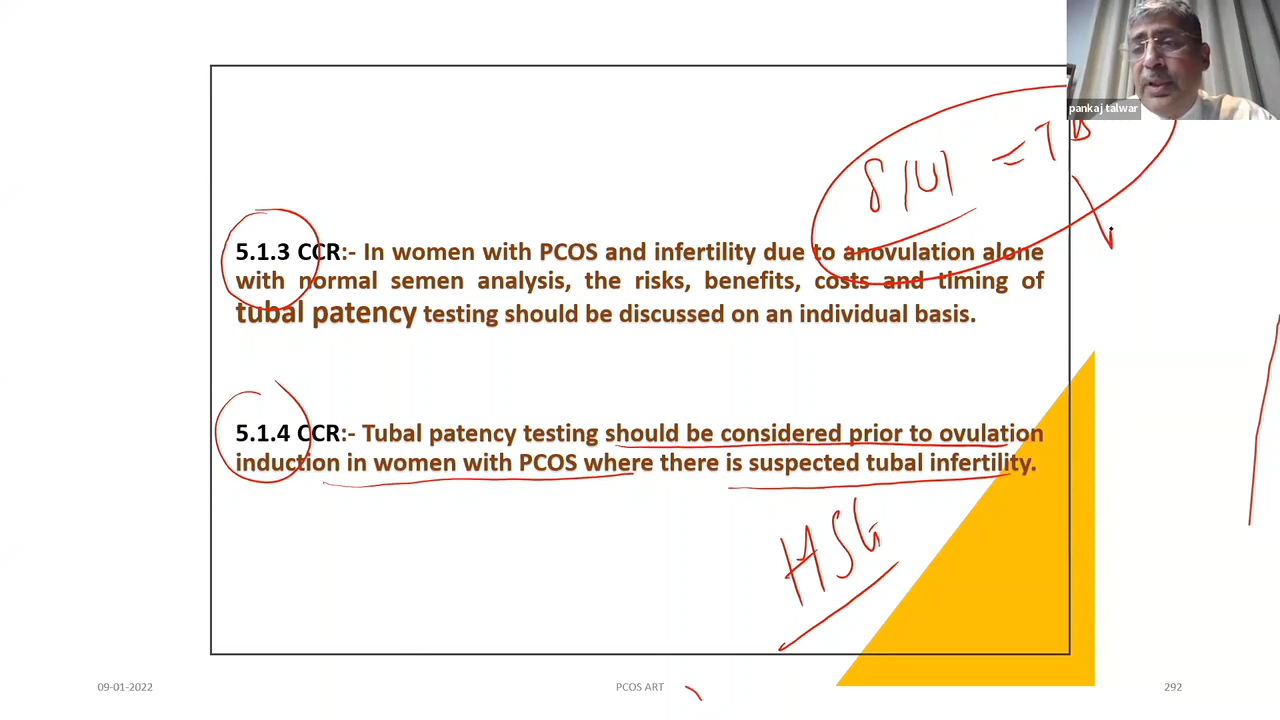 pankaj talwar
= TB
5.1.3 CCR:- In women with PCOS and infertility due to anovulation alone
with normal semen analysis, the risks, benefits, costs and timing of
tubal patency testing should be discussed on an individual basis.
5.1.4 CCR:- Tubal patency testing should be considered prior to ovulation
induction in women with PCOS where there is suspected tubal infertility.
HSG
09-01-2022
PCOS ART
292